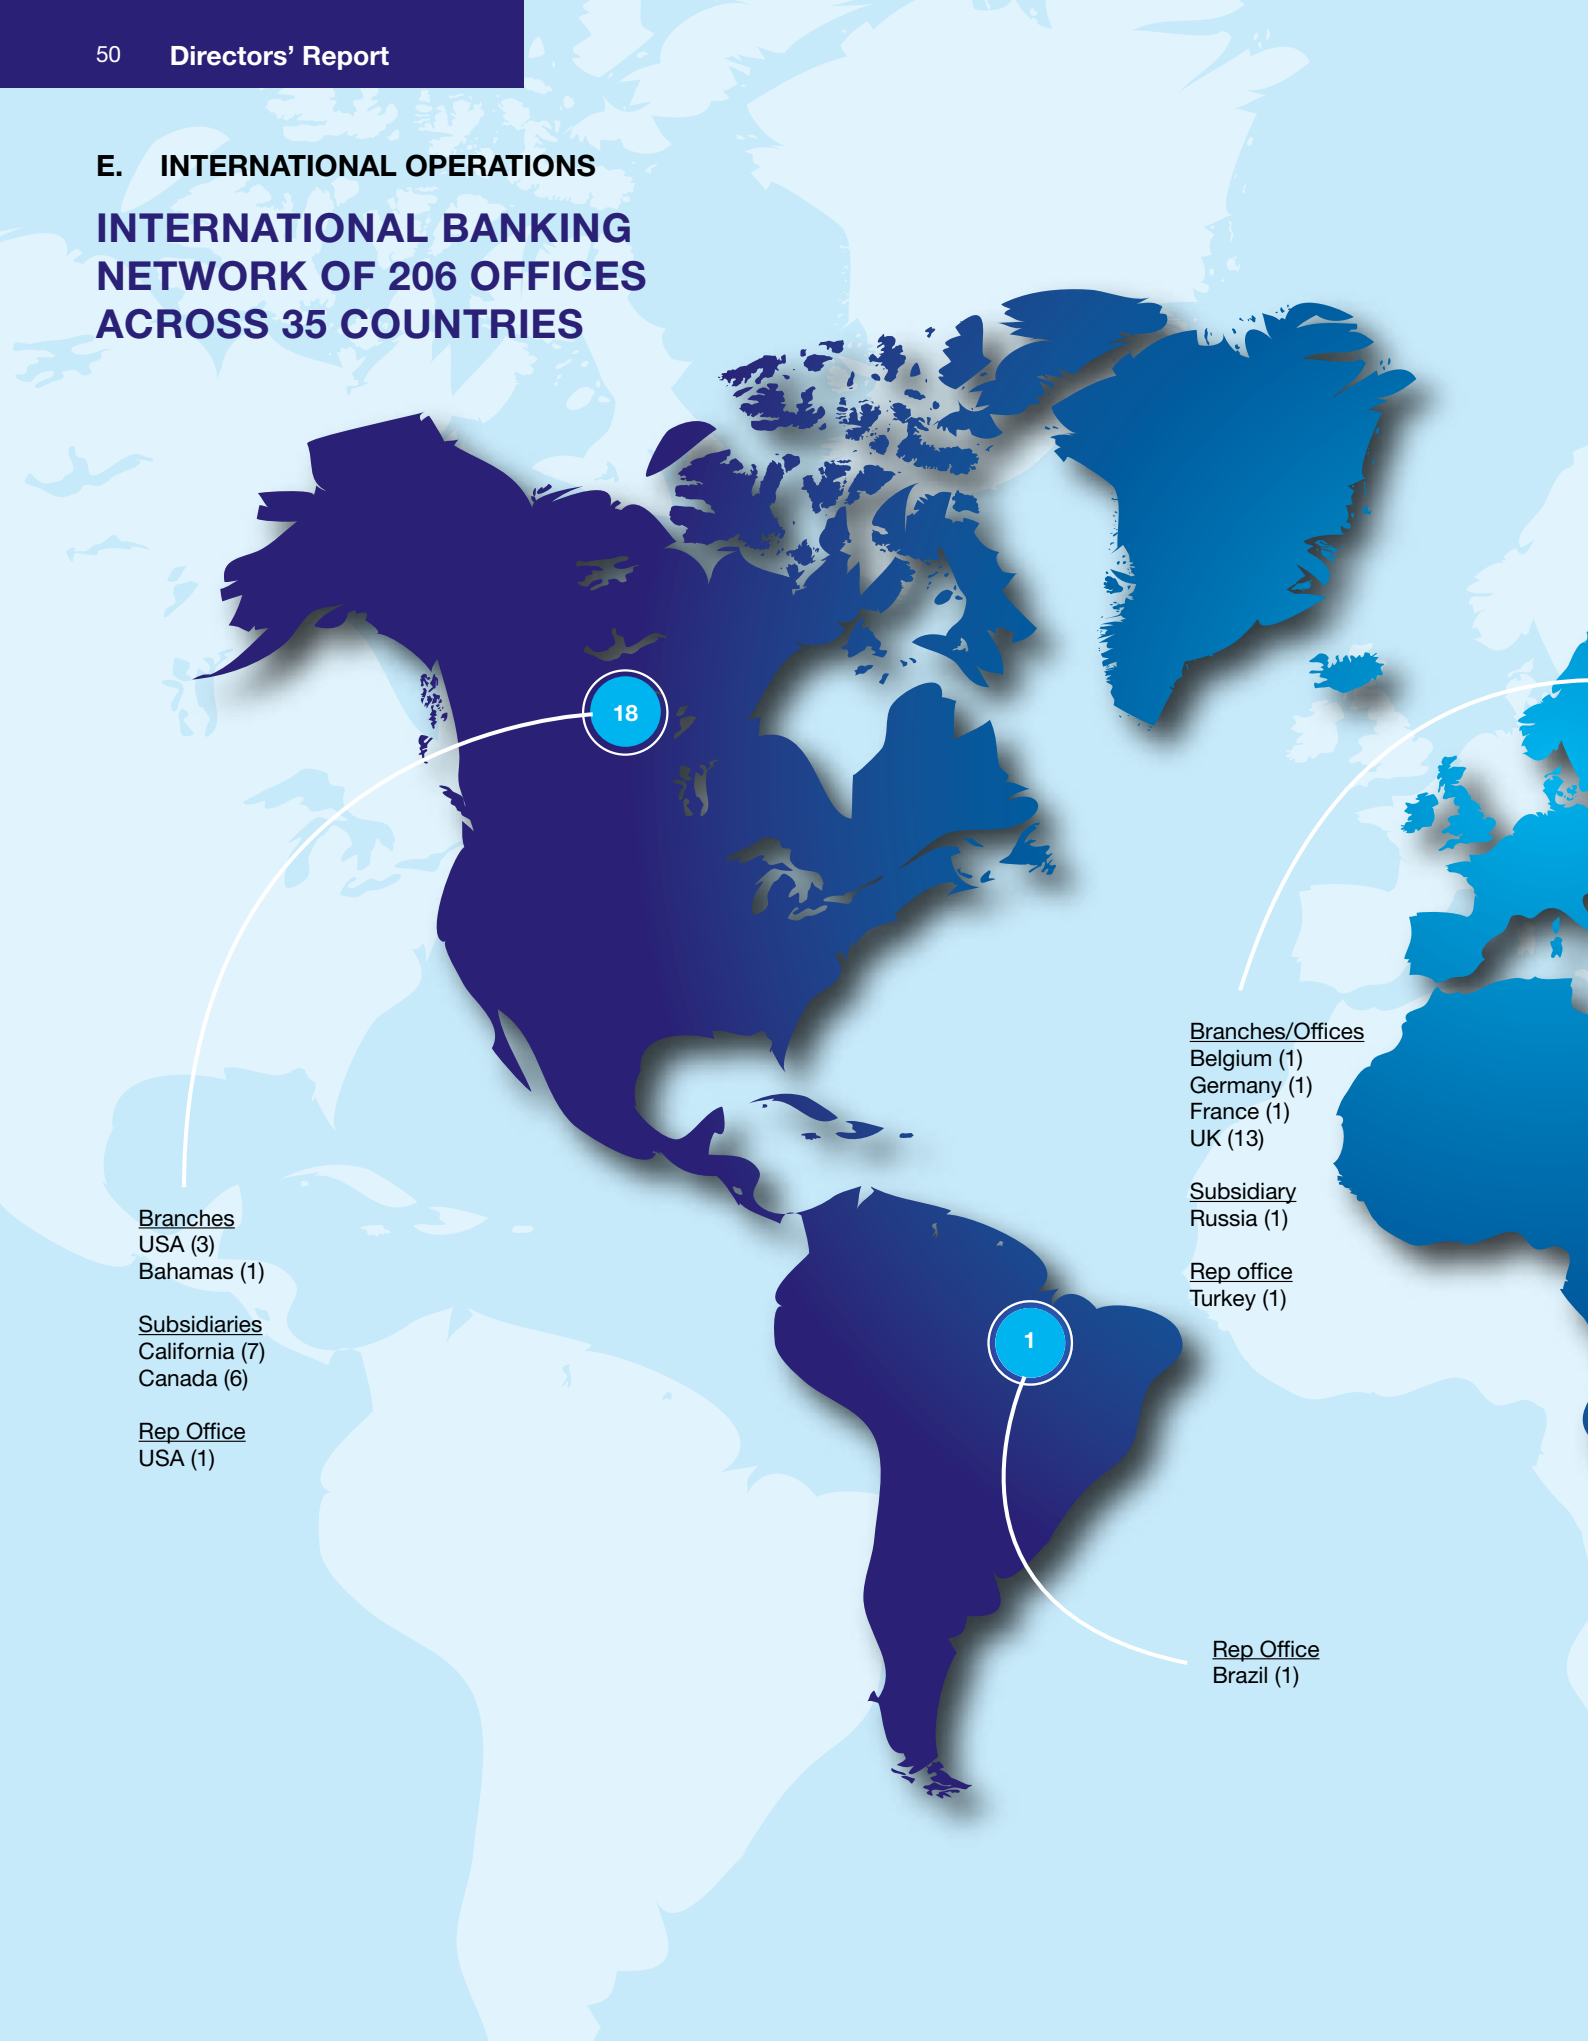 50 Directors’ Report
E. INTERNATIONAL OPERATIONS
INTERNATIONAL BANKING
NETWORK OF 206 OFFICES
ACROSS 35 COUNTRIES
18
Branches
USA (3)
Bahamas (1)
Subsidiaries
California (7)
Canada (6)
Rep Office
USA (1)
Branches/Offices
Belgium (1)
Germany (1)
France (1)
UK (13)
Subsidiary
Russia (1)
Rep office
Turkey (1)
1
Rep Office
Brazil (1)